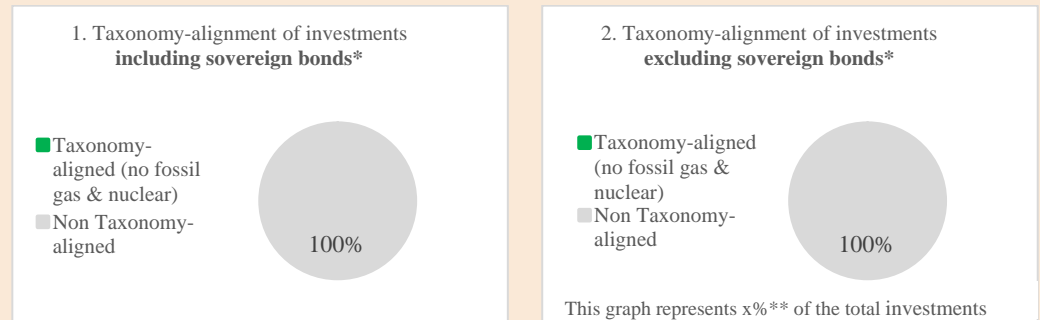 1. Taxonomy-alignment of investments
including sovereign bonds*
Taxonomy-
aligned (no fossil
gas & nuclear)
Non Taxonomy-
aligned
100%
2. Taxonomy-alignment of investments
excluding sovereign bonds*
Taxonomy-aligned
(no fossil gas &
nuclear)
Non Taxonomy-
aligned
100%
This graph represents x%** of the total investments